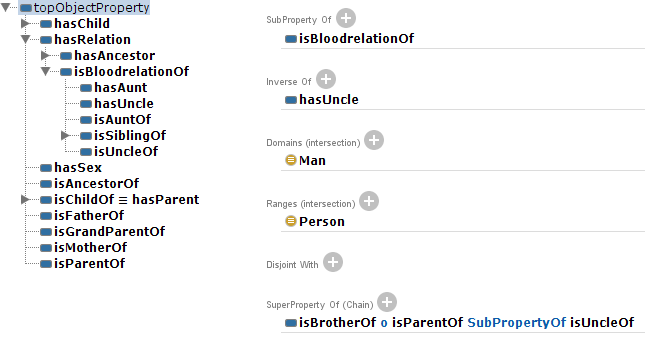 topObjectProperty
hasChild
hasRelation
hasAncestor
isBloodrelationOf
hasAunt
hasUncle
isAuntOf
isSiblingOf
isUncleOf
hasSex
isAncestorOf
isChildOf ≡ hasParent
isFatherOf
isGrandParentOf
isMotherOf
isParentOf
SubProperty Of
isBloodrelationOf
Inverse Of
hasUncle
Domains (intersection)
Man
Ranges (intersection)
Person
Disjoint With
SuperProperty Of (Chain)
isBrotherOf o isParentOf SubPropertyOf isUncleOf